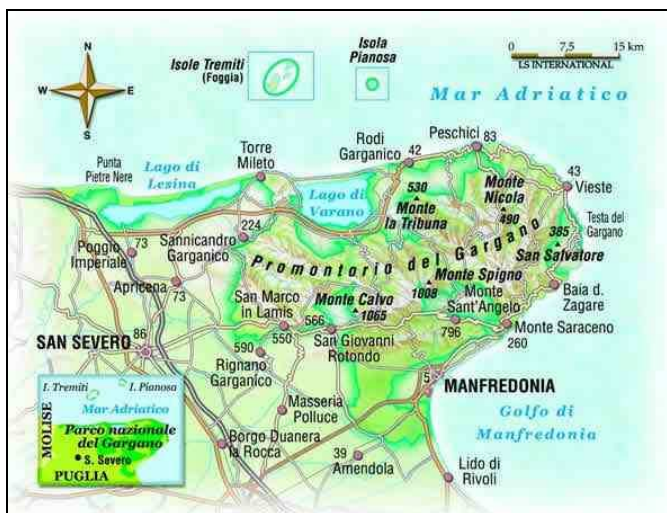 N
W
E
S
Isole Tremiti
(Foggia)
Isola
Pianosa
0 7,5 15 km
LS INTERNATIONAL
Mar Adriatico
Peschici
83
Rodi
Garganico
42
Torre
Mileto
Lago di
Lesina
Punta
Pietre Nere
Lago di
Varano
530
Monte
la Tribuna
Monte
Nicola
490
43
Vieste
Testa del
Gargano
385
San Salvatore
224
Sannicandro
Garganico
73
Poggio
Imperiale
Promontorio del Gargano
Apricena
73
Monte Spigno
1008
Baia d.
Zagare
San Marco
in Lamis
550
Monte Calvo
1065
Monte
Sant'Angelo
796
Monte Saraceno
260
566
San Giovanni
Rotondo
86
SAN SEVERO
590
Rignano
Garganico
5
MANFREDONIA
Golfo di
Manfredonia
Masseria
Polluce
Borgo Duanera
la Rocca
39
Amendola
Lido di
Rivoli
I. Tremiti
I. Pianosa
Mar Adriatico
MOLISE
Parco nazionale
del Gargano
S. Severo
PUGLIA